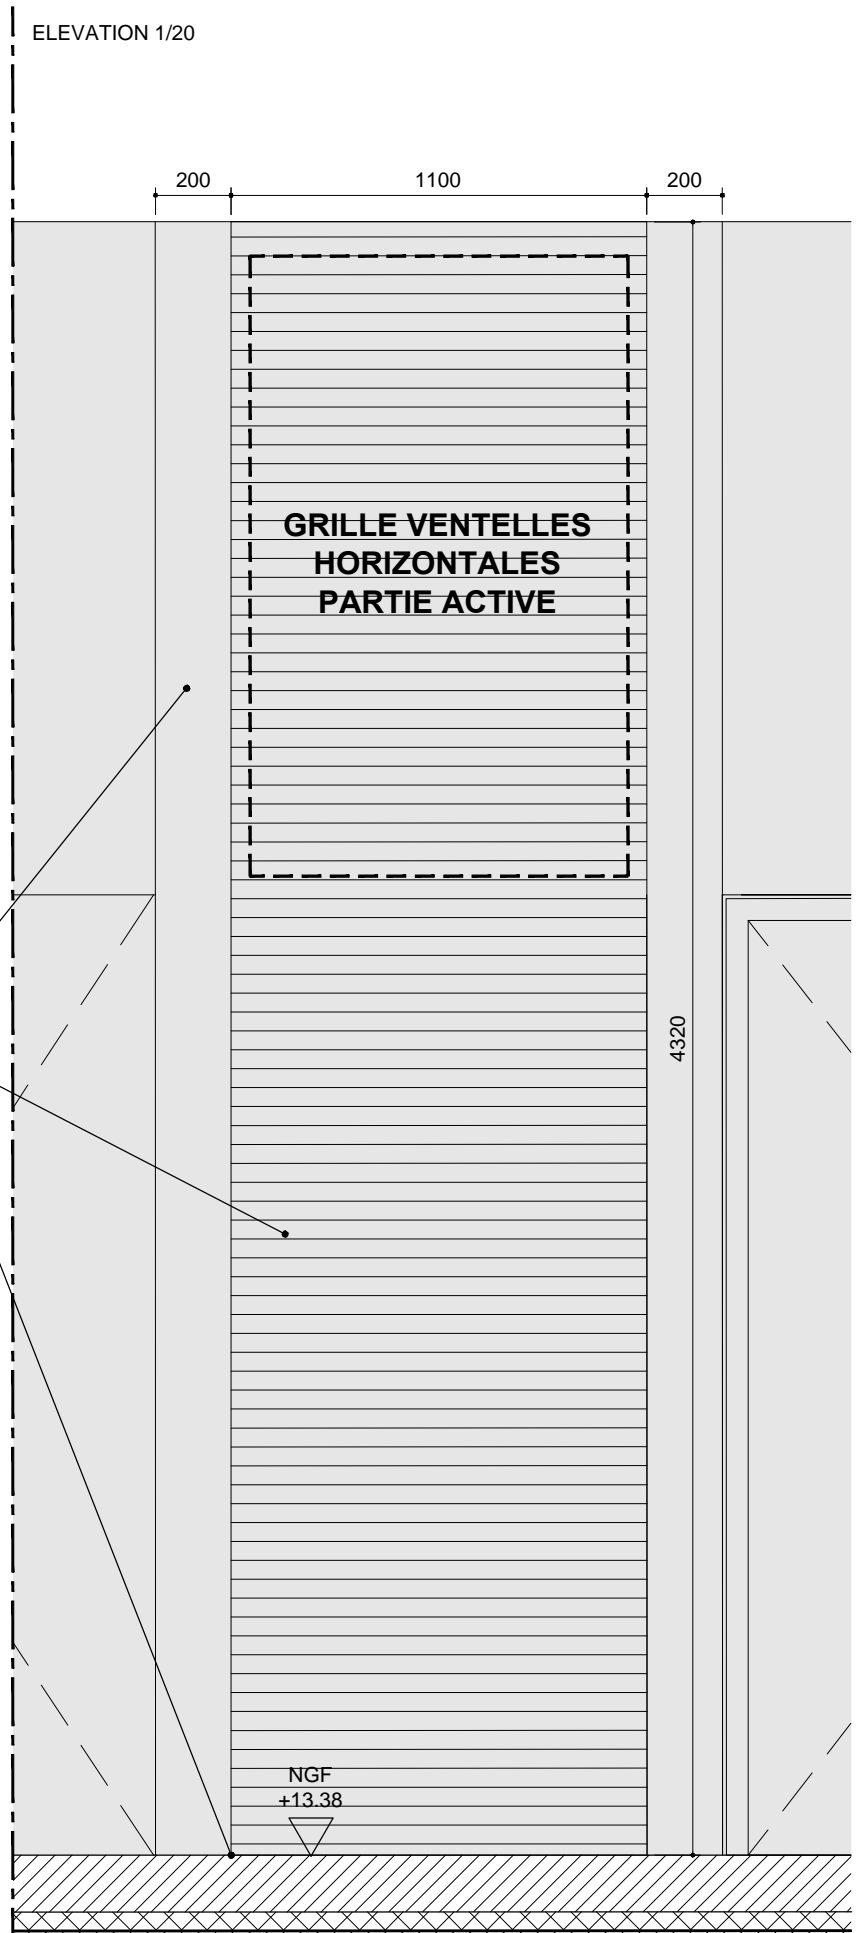 ELEVATION 1/20
200
1100
200
GRILLE VENTELLES
HORIZONTALES
PARTIE ACTIVE
4320
NGF
+13.38